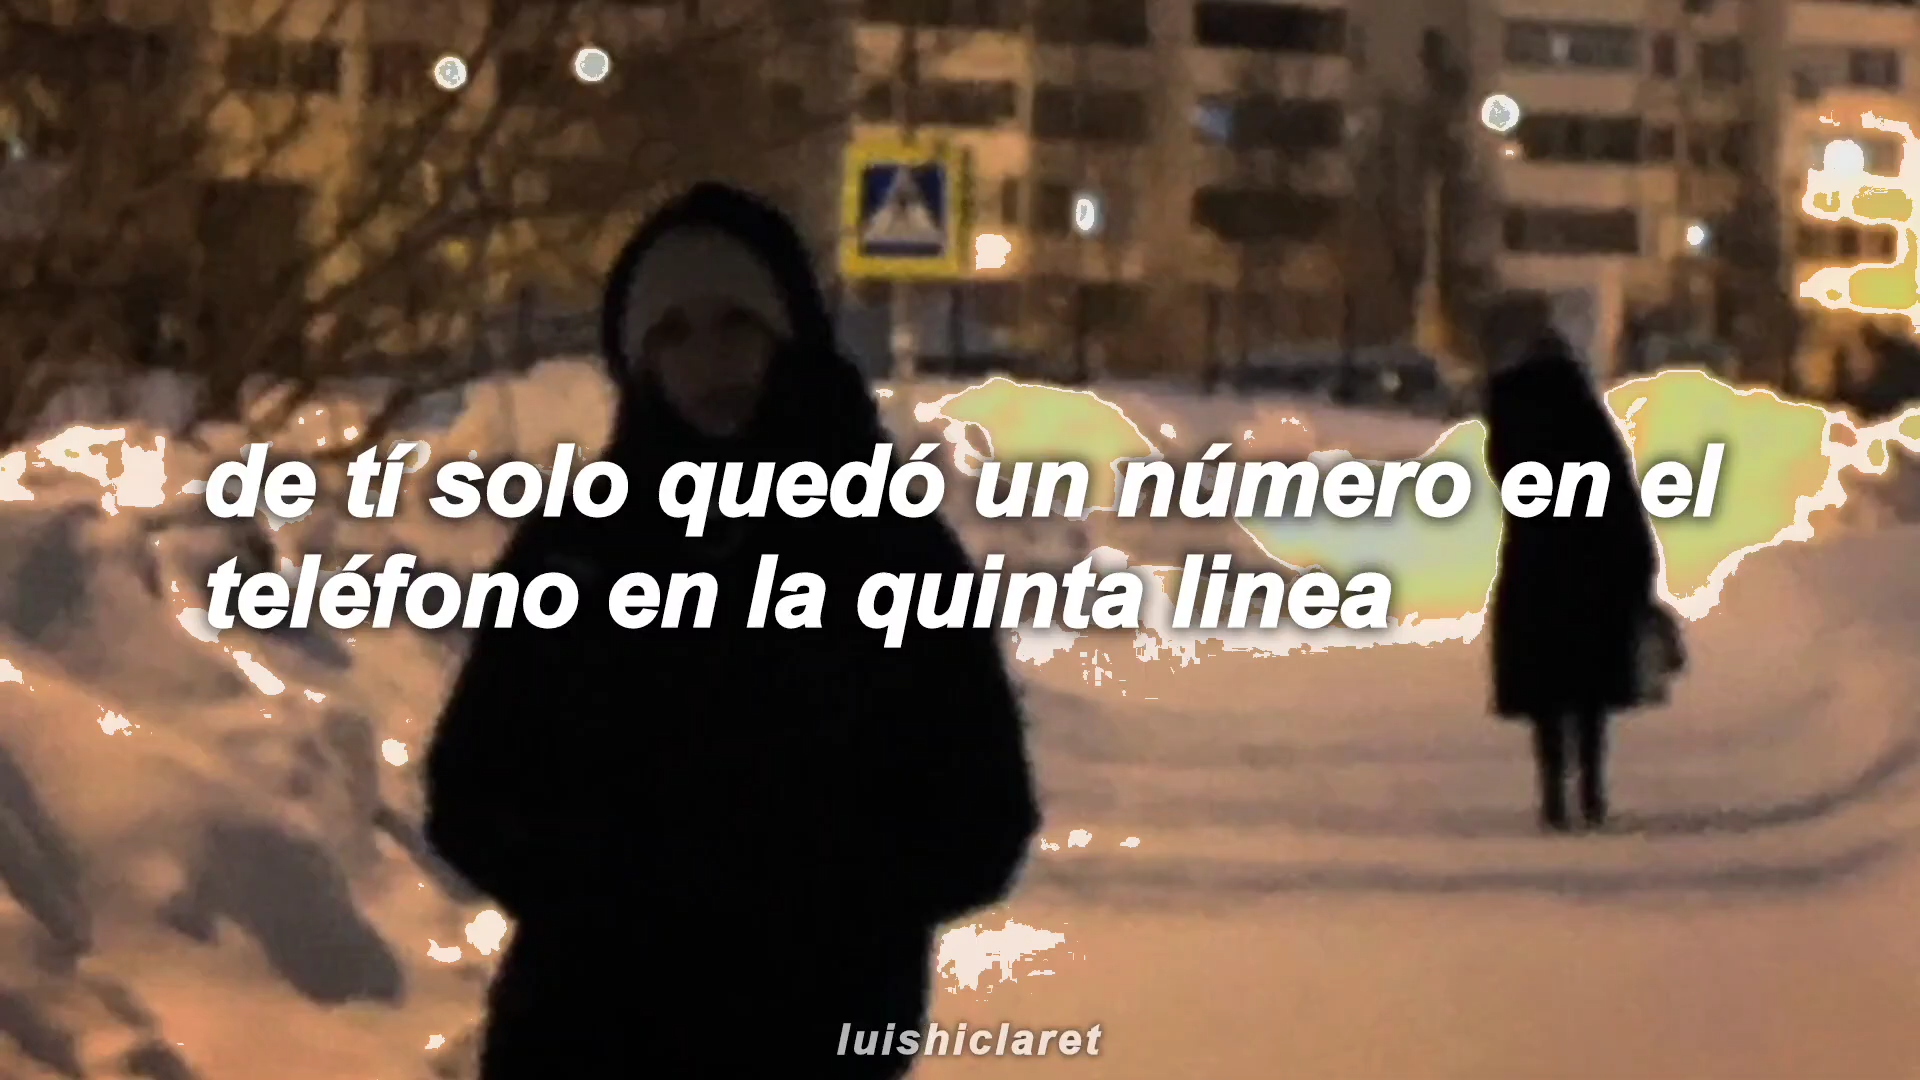 de tí solo quedó un número en el
teléfono en la quinta linea
luishiclaret